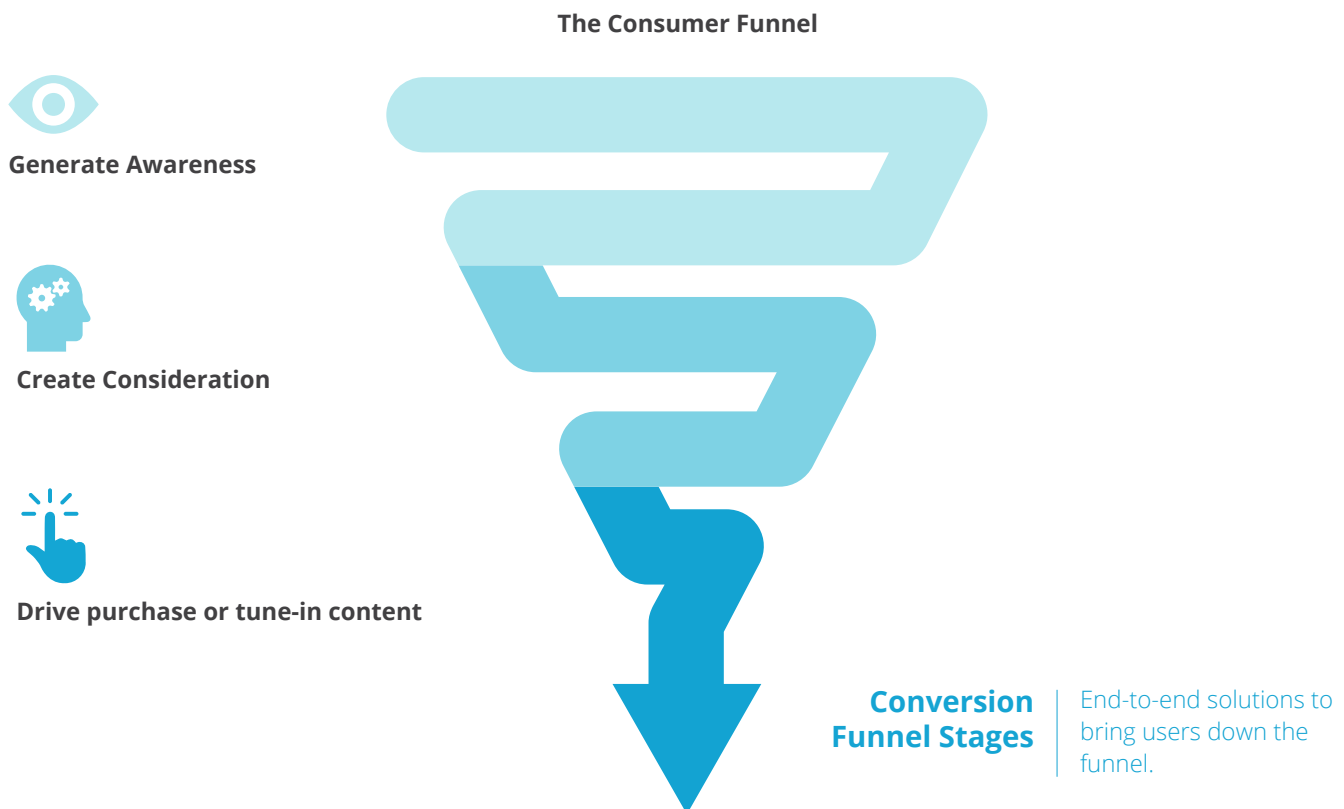 The Consumer Funnel
Generate Awareness
Create Consideration
Drive purchase or tune-in content
Conversion
Funnel Stages
End-to-end solutions to
bring users down the
funnel.